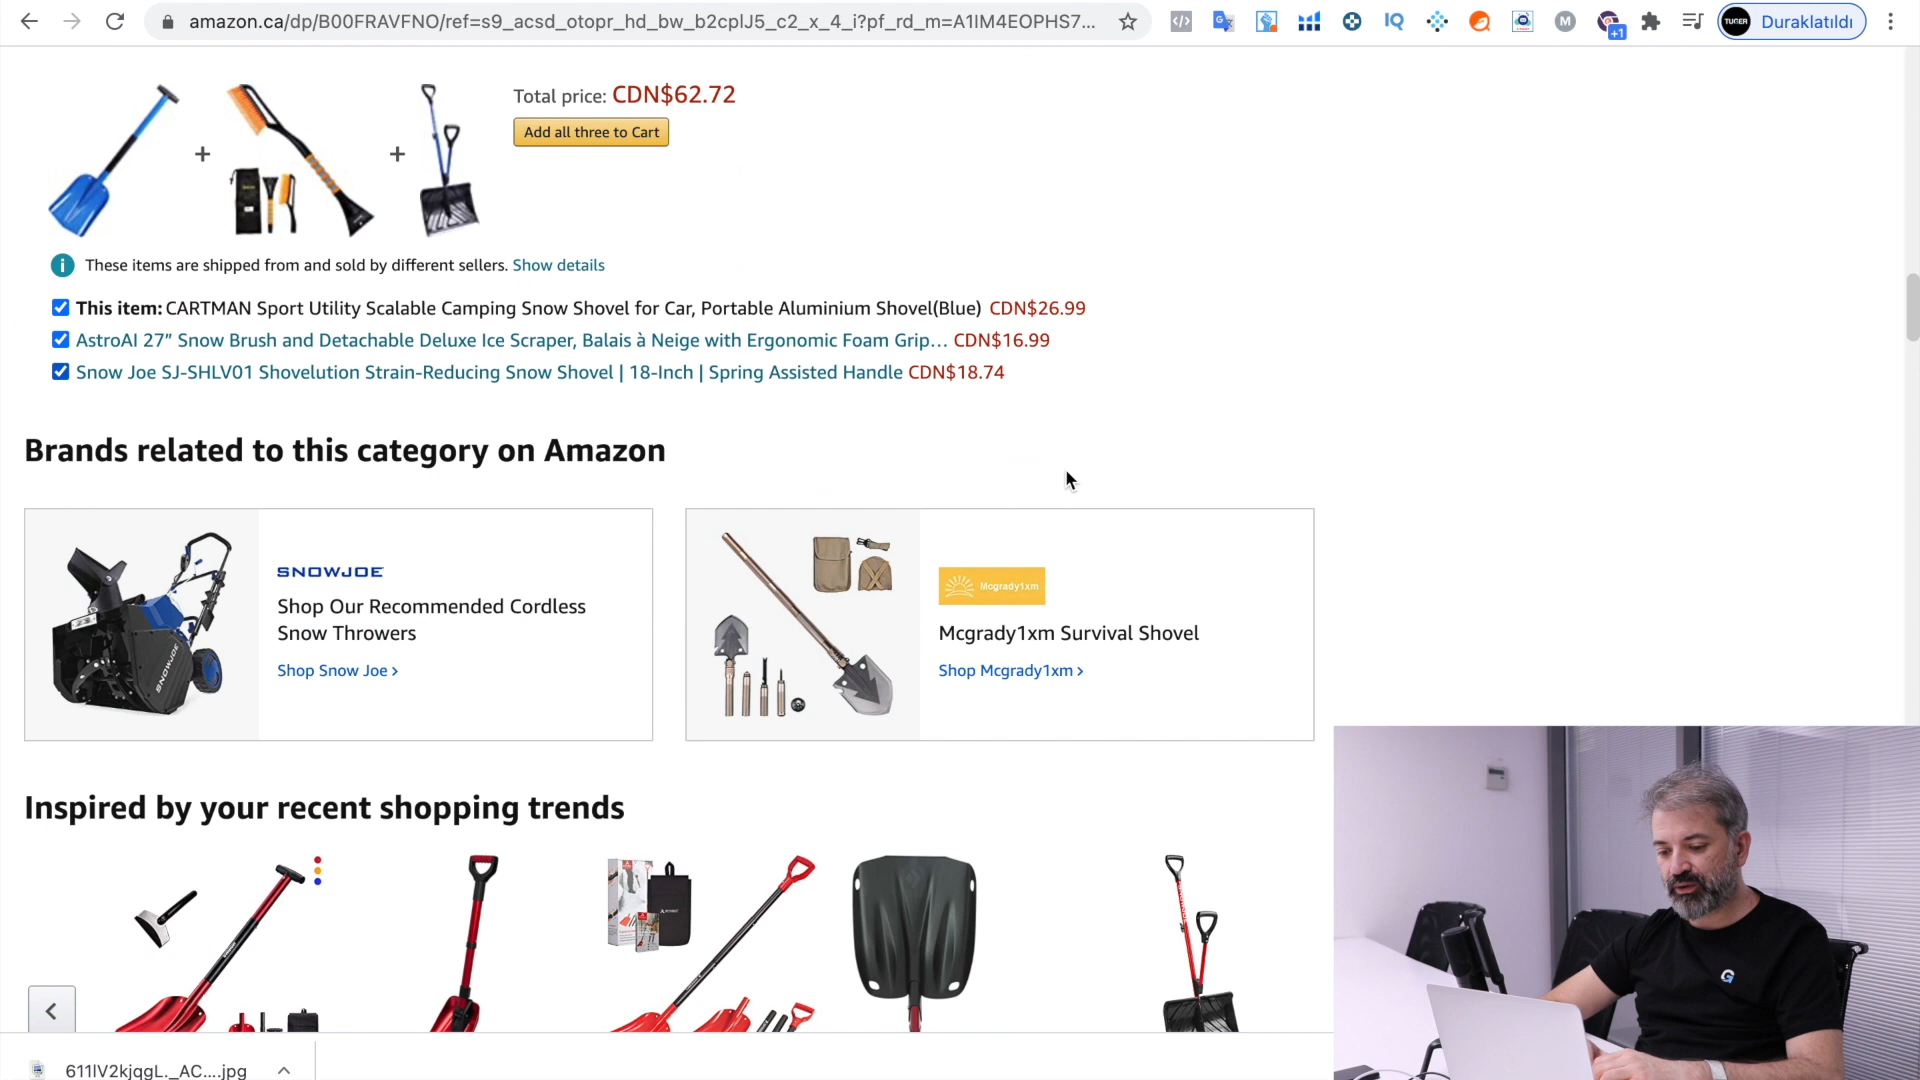 amazon.ca/dp/B00FRAVFNO/ref=s9_acsd_otopr_hd_bw_b2cplJ5_c2_x_4_i?pf_rd_m=A1IM4EOPHS7...
IQ
M
+1
TUNER
Duraklatıldı
Total price: CDN$62.72
Add all three to Cart
These items are shipped from and sold by different sellers. Show details
This item: CARTMAN Sport Utility Scalable Camping Snow Shovel for Car, Portable Aluminium Shovel(Blue) CDN$26.99
AstroAI 27” Snow Brush and Detachable Deluxe Ice Scraper, Balais à Neige with Ergonomic Foam Grip… CDN$16.99
Snow Joe SJ-SHLV01 Shovelution Strain-Reducing Snow Shovel | 18-Inch | Spring Assisted Handle CDN$18.74
Brands related to this category on Amazon
SNOWJOE
SNOWJOE
Shop Our Recommended Cordless
Snow Throwers
Shop Snow Joe ›
Mcgrady1xm
Mcgrady1xm Survival Shovel
Shop Mcgrady1xm ›
Inspired by your recent shopping trends
611lV2kjqgL._AC....jpg